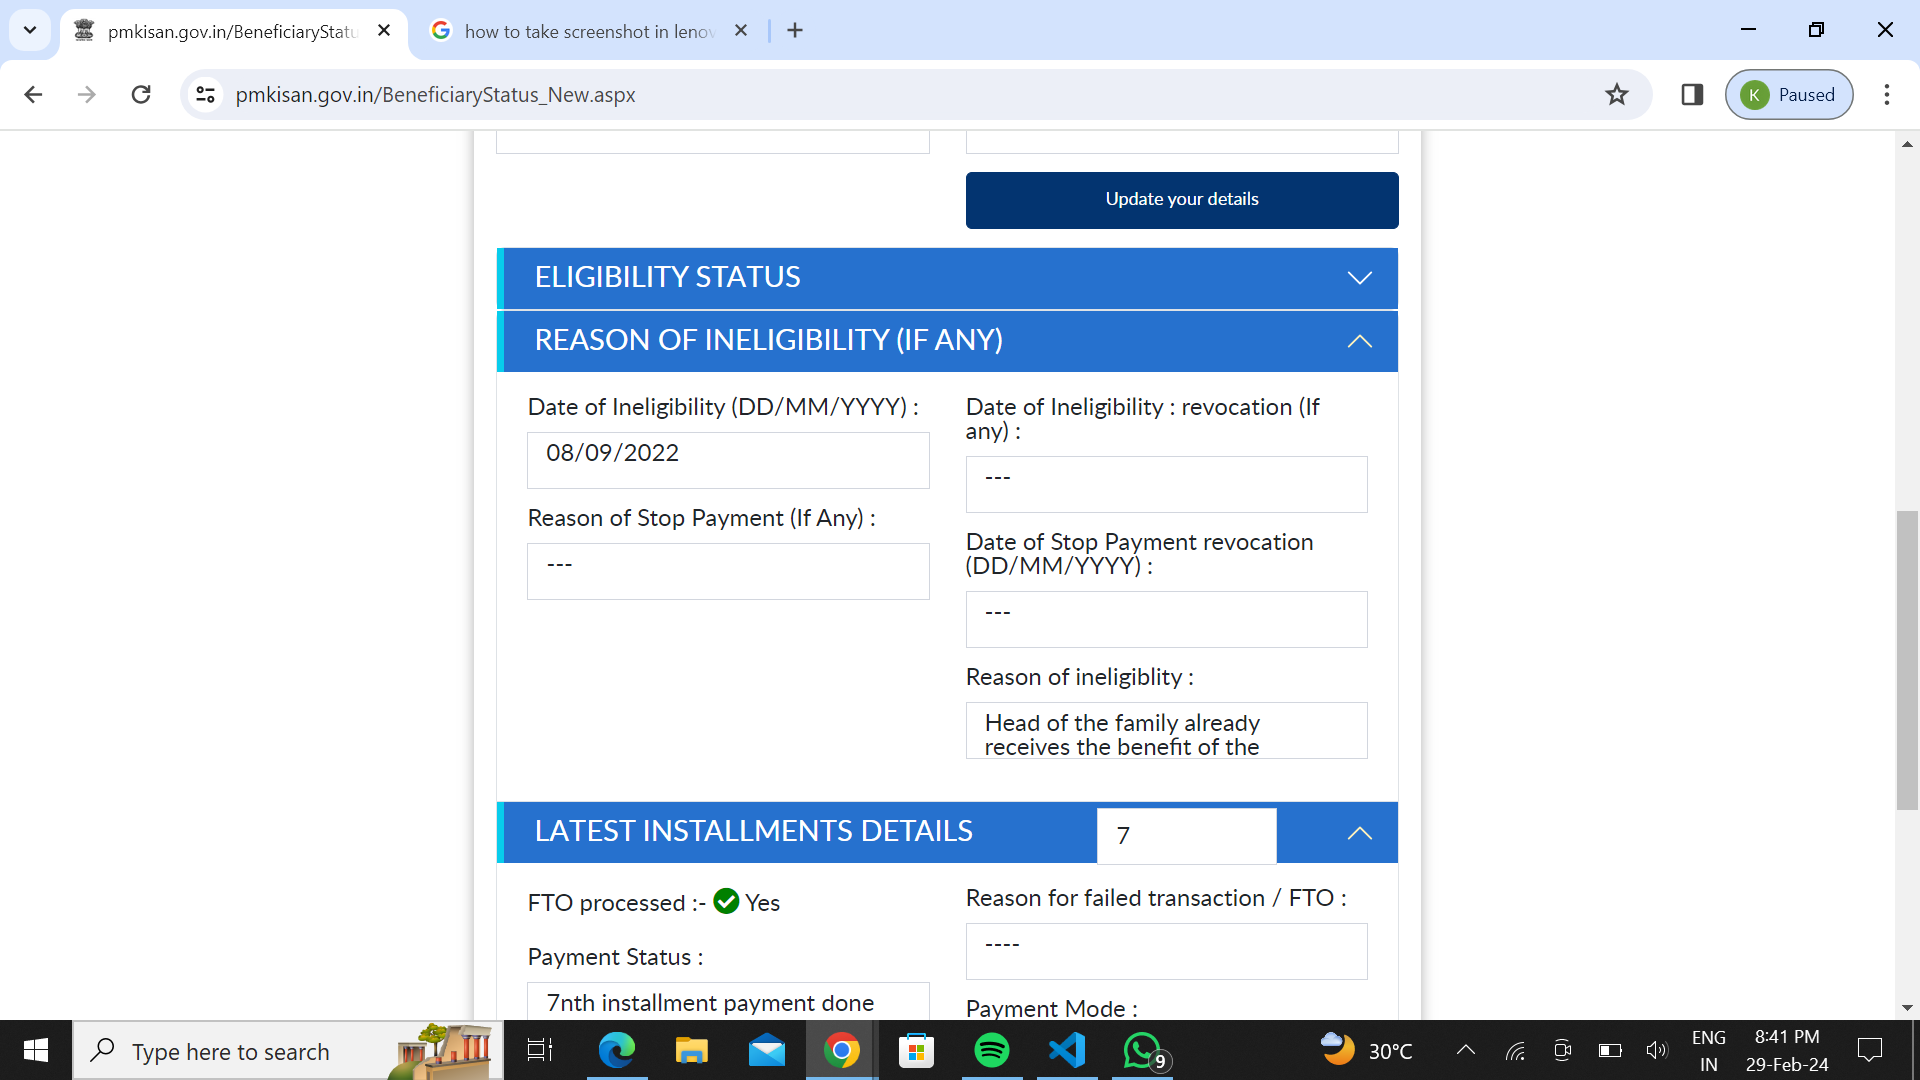 pmkisan.gov.in/BeneficiaryStatu
how to take screenshot in lenov
pmkisan.gov.in/BeneficiaryStatus_New.aspx
K Paused
Update your details
ELIGIBILITY STATUS
REASON OF INELIGIBILITY (IF ANY)
Date of Ineligibility (DD/MM/YYYY) :
08/09/2022
Reason of Stop Payment (If Any) :
---
Date of Ineligibility : revocation (If
any) :
---
Date of Stop Payment revocation
(DD/MM/YYYY) :
---
Reason of ineligiblity :
Head of the family already
receives the benefit of the
LATEST INSTALLMENTS DETAILS
7
FTO processed :- Yes
Payment Status :
7nth installment payment done
Reason for failed transaction / FTO :
----
Payment Mode :
Type here to search
9
30°C
ENG
IN
8:41 PM
29-Feb-24